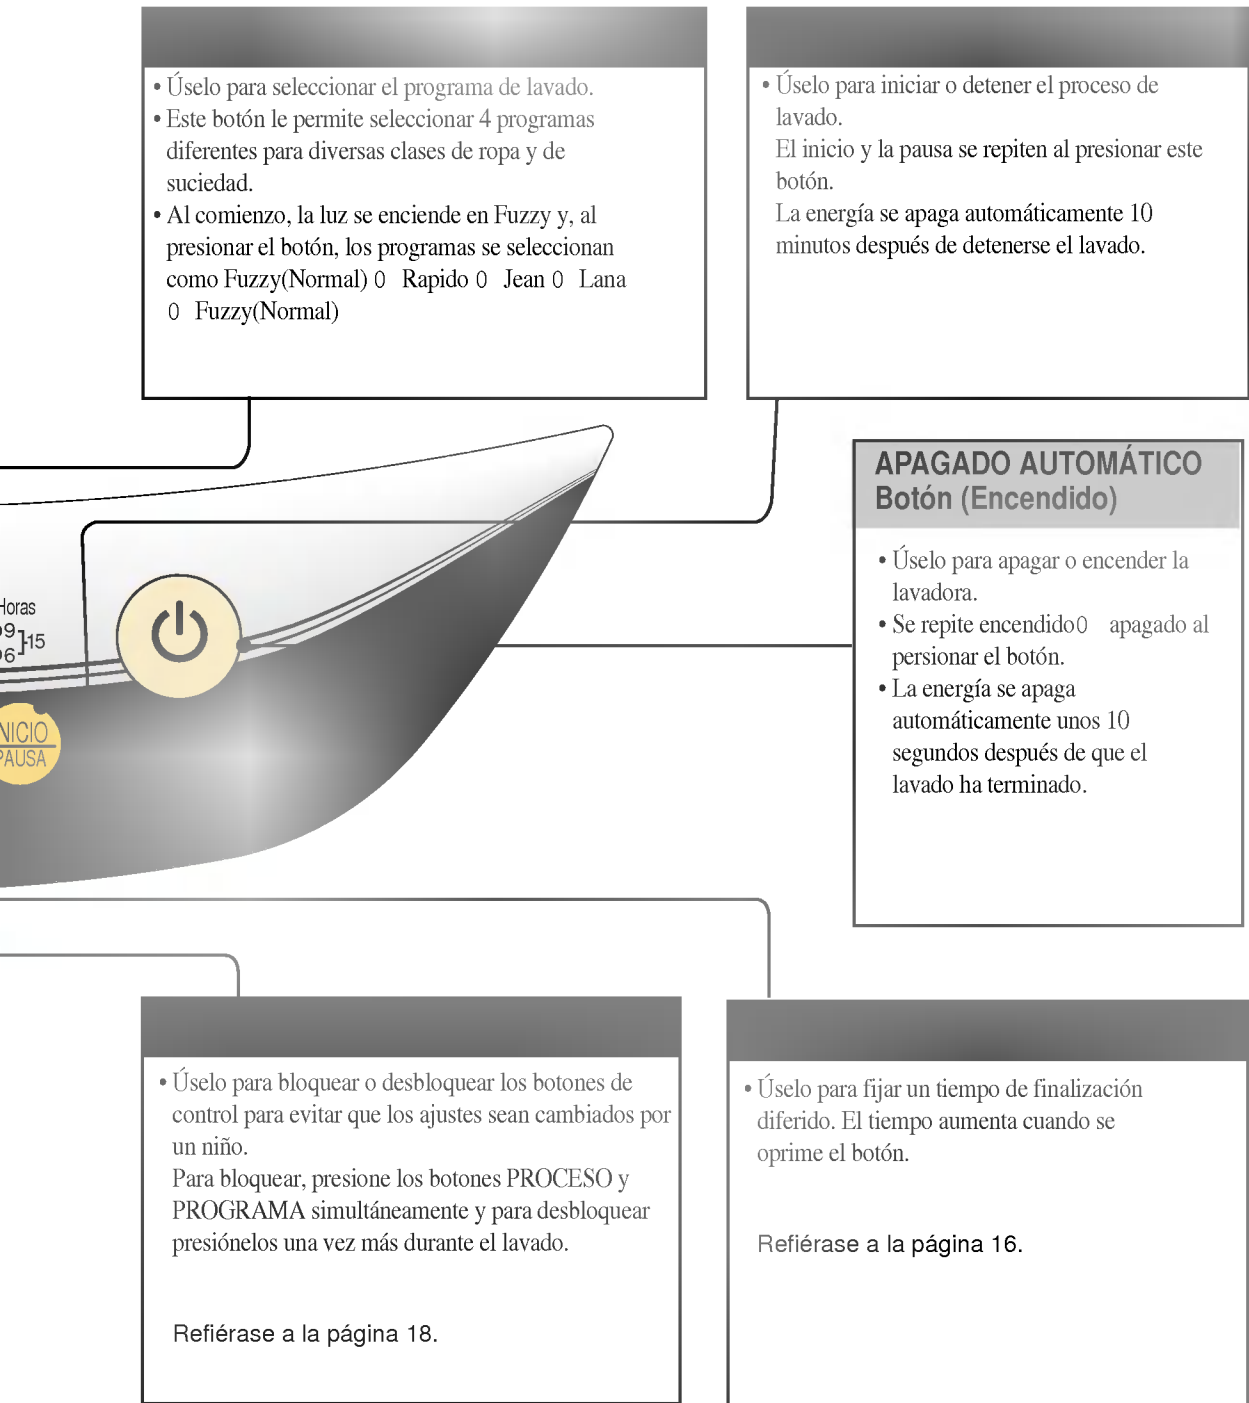 • Úselo para seleccionar el programa de lavado.
• Este botón le permite seleccionar 4 programas
diferentes para diversas clases de ropa y de
suciedad.
• Al comienzo, la luz se enciende en Fuzzy y, al
presionar el botón, los programas se seleccionan
como Fuzzy(Normal) 0 Rapido 0 Jean 0 Lana
0 Fuzzy(Normal)
• Úselo para iniciar o detener el proceso de
lavado.
El inicio y la pausa se repiten al presionar este
botón.
La energía se apaga automáticamente 10
minutos después de detenerse el lavado.
APAGADO AUTOMÁTICO
Botón (Encendido)
• Úselo para apagar o encender la
lavadora.
• Se repite encendido0 apagado al
persionar el botón.
• La energía se apaga
automáticamente unos 10
segundos después de que el
lavado ha terminado.
Horas
9
6
15
INICIO
PAUSA
• Úselo para bloquear o desbloquear los botones de
control para evitar que los ajustes sean cambiados por
un niño.
Para bloquear, presione los botones PROCESO y
PROGRAMA simultáneamente y para desbloquear
presiónelos una vez más durante el lavado.
Refiérase a la página 18.
• Úselo para fijar un tiempo de finalización
diferido. El tiempo aumenta cuando se
oprime el botón.
Refiérase a la página 16.